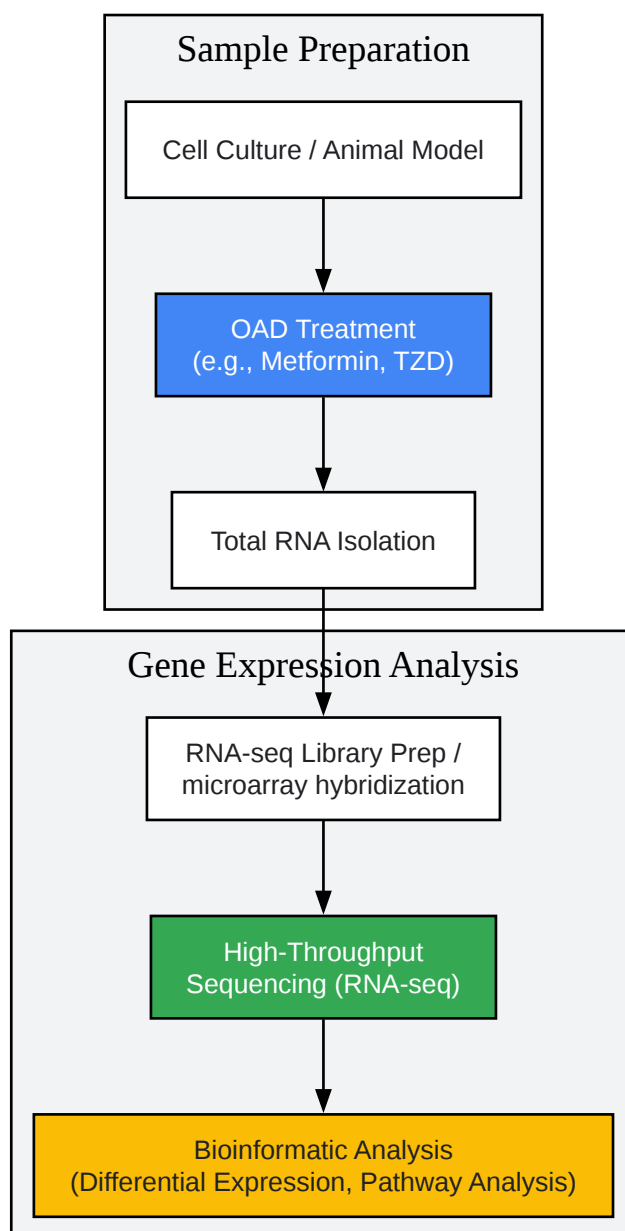 Sample Preparation
Cell Culture / Animal Model
OAD Treatment
(e.g., Metformin, TZD)
Total RNA Isolation
Gene Expression Analysis
RNA-seq Library Prep /
microarray hybridization
High-Throughput
Sequencing (RNA-seq)
Bioinformatic Analysis
(Differential Expression, Pathway Analysis)